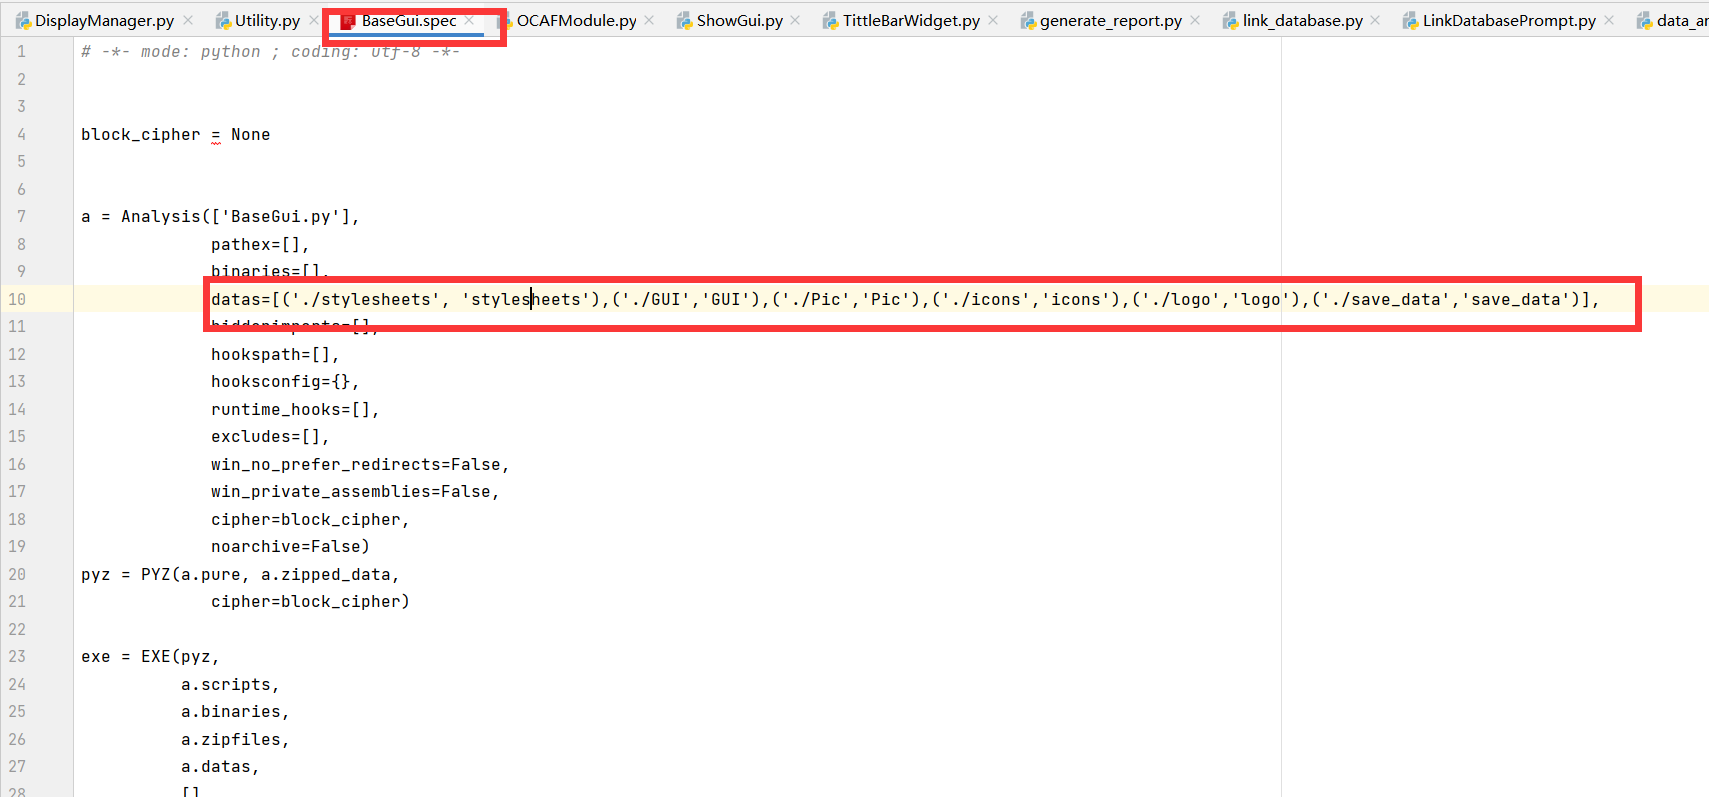 DisplayManager.py Utility.py BaseGui.spec OCAFModule.py ShowGui.py TittleBarWidget.py generate_report.py link_database.py LinkDatabasePrompt.py
1 # -*- mode: python ; coding: utf-8 -*-
2
3
4 block_cipher = None
5
6
7 a = Analysis(['BaseGui.py'],
8 pathex=[],
9 binaries=[],
10 datas=[('./stylesheets', 'stylesheets'),('./GUI','GUI'),('./Pic','Pic'),('./icons','icons'),('./logo','logo'),('./save_data','save_data')],
11 hiddenimports=[],
12 hookspath=[],
13 hooksconfig={},
14 runtime_hooks=[],
15 excludes=[],
16 win_no_prefer_redirects=False,
17 win_private_assemblies=False,
18 cipher=block_cipher,
19 noarchive=False)
20 pyz = PYZ(a.pure, a.zipped_data,
21 cipher=block_cipher)
22
23 exe = EXE(pyz,
24 a.scripts,
25 a.binaries,
26 a.zipfiles,
27 a.datas,
28 []